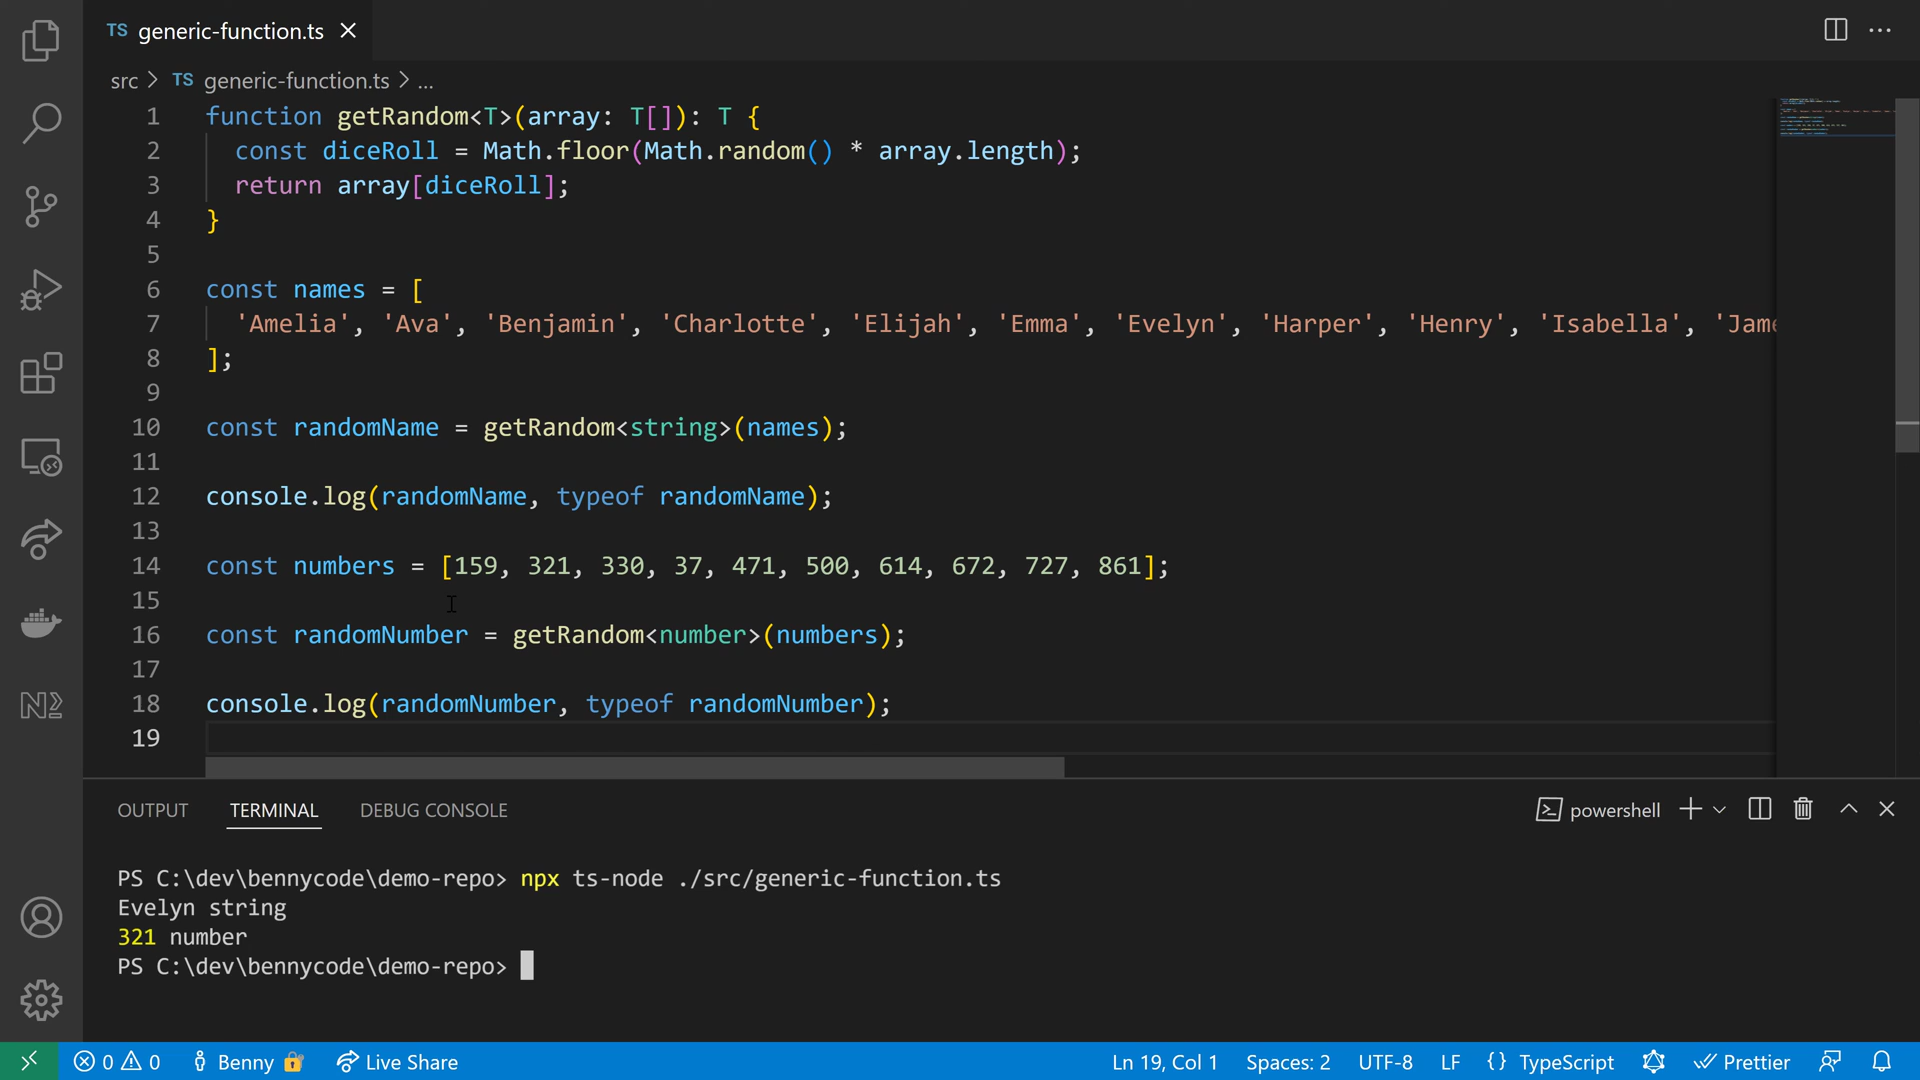 TS generic-function.ts
src > TS generic-function.ts > ...
1 function getRandom<T>(array: T[]): T {
2 const diceRoll = Math.floor(Math.random() * array.length);
3 return array[diceRoll];
4 }
5
6 const names = [
7 'Amelia', 'Ava', 'Benjamin', 'Charlotte', 'Elijah', 'Emma', 'Evelyn', 'Harper', 'Henry', 'Isabella', 'Jame
8 ];
9
10 const randomName = getRandom<string>(names);
11
12 console.log(randomName, typeof randomName);
13
14 const numbers = [159, 321, 330, 37, 471, 500, 614, 672, 727, 861];
15
16 const randomNumber = getRandom<number>(numbers);
17
18 console.log(randomNumber, typeof randomNumber);
19
OUTPUT TERMINAL DEBUG CONSOLE powershell
PS C:\dev\bennycode\demo-repo> npx ts-node ./src/generic-function.ts
Evelyn string
321 number
PS C:\dev\bennycode\demo-repo>
0 0 Benny Live Share Ln 19, Col 1 Spaces: 2 UTF-8 LF {} TypeScript Prettier